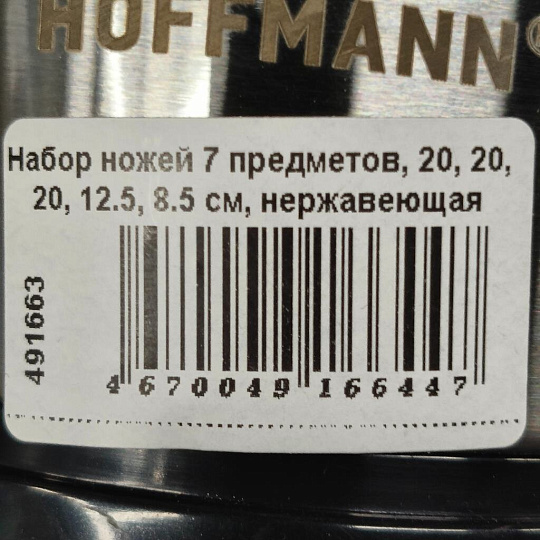 HOFFMANN®
Набор ножей 7 предметов, 20, 20,
20, 12.5, 8.5 см, нержавеющая
491663
4 670049 166447